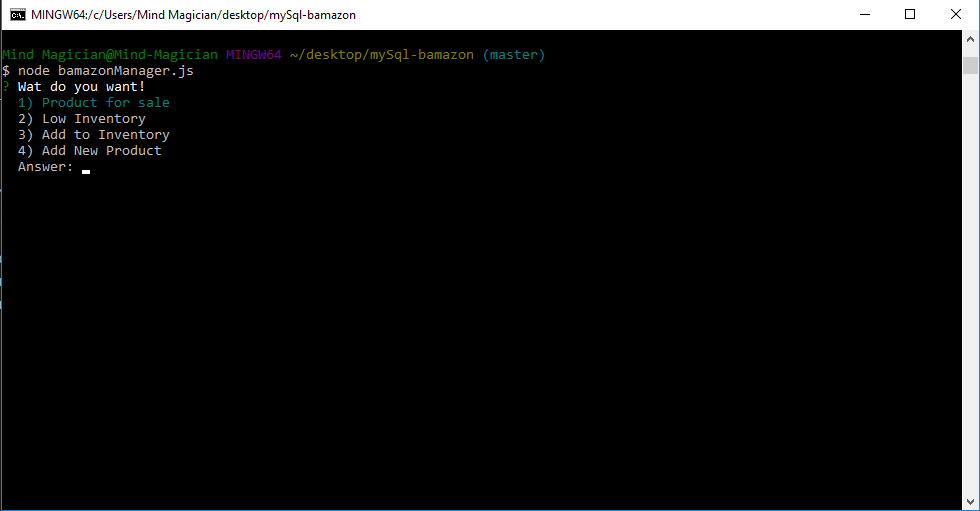 MINGW64:/c/Users/Mind Magician/desktop/mySql-bamazon
Mind Magician@Mind-Magician MINGW64 ~/desktop/mySql-bamazon (master)
$ node bamazonManager.js
? Wat do you want!
1) Product for sale
2) Low Inventory
3) Add to Inventory
4) Add New Product
Answer: